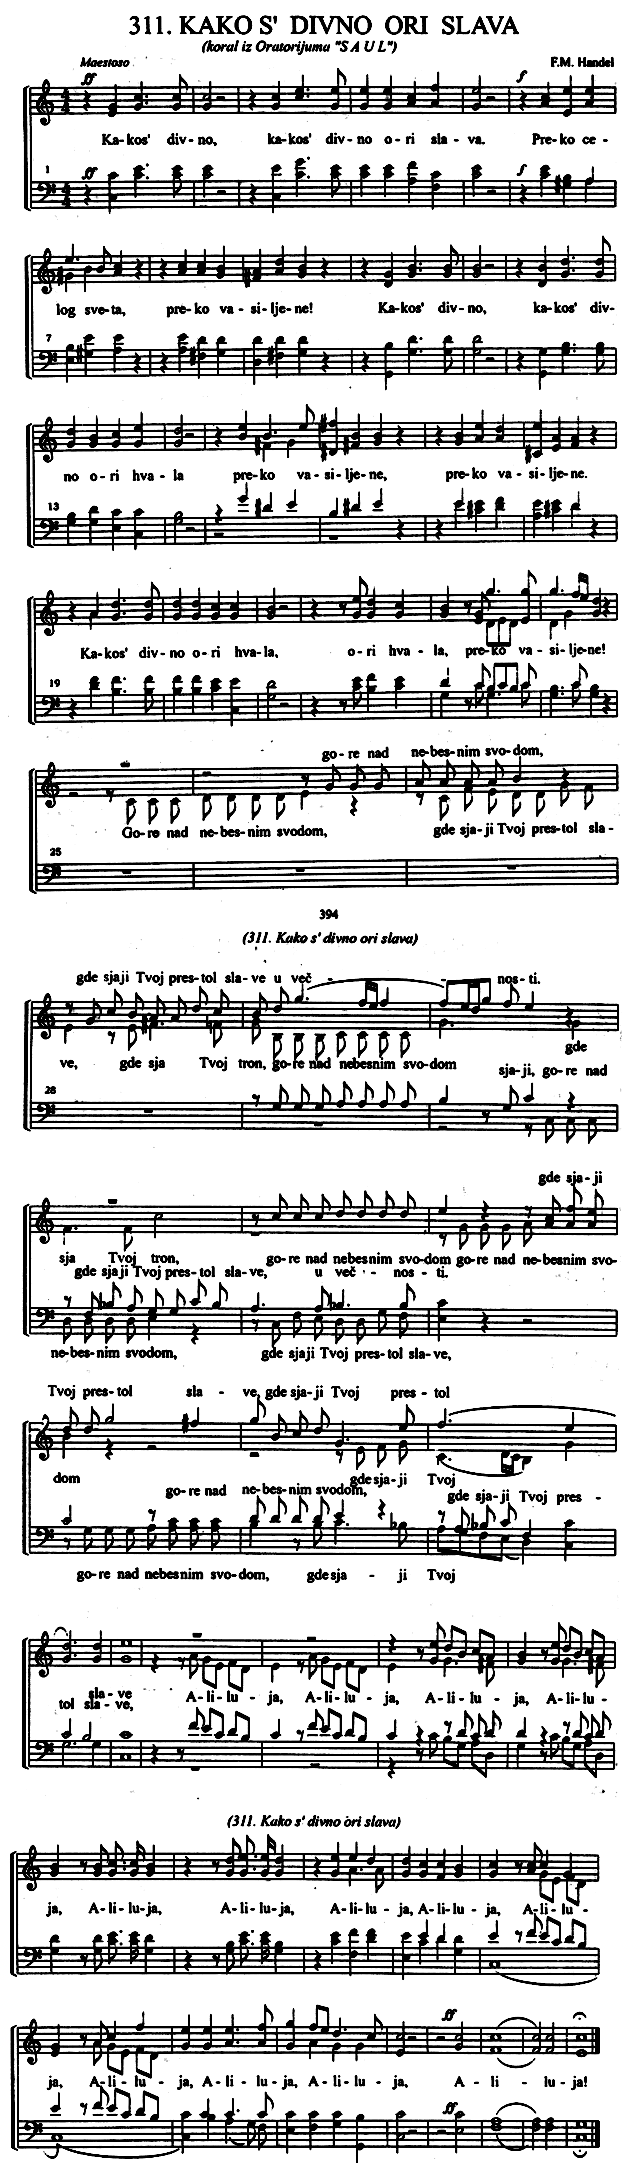 311. KAKO S' DIVNO ORI SLAVA
(koral iz Oratorijuma "S A U L")
Maestoso
F.M. Handel
ff
f
Ka-kos' div-no, ka-kos' div-no o-ri sla-va. Pre-ko ce-
1
ff
f
log sve-ta, pre-ko va-si-lje-ne! Ka-kos' div-no, ka-kos' div-
7
no o-ri hva-la pre-ko va-si-lje-ne, pre-ko va-si-lje-ne.
13
Ka-kos' div-no o-ri hva-la, o-ri hva-la, pre-ko va-si-lje-ne!
19
go-re nad ne-bes-nim svo-dom,
Go-re nad ne-bes-nim svodom, gde sja-ji Tvoj pres-tol sla-
25
394
(311. Kako s' divno ori slava)
gde sjaji Tvoj pres-tol sla-ve u več - - nos-ti.
gde
ve, gde sja Tvoj tron, go-re nad nebesnim svo-dom sja-ji, go-re nad
28
gde sja-ji
sja Tvoj tron, go-re nad nebesnim svo-dom go-re nad ne-besnim svo-
gde sjaji Tvoj pres-tol sla-ve, u več - nos-ti.
ne-bes-nim svodom, gde sjaji Tvoj pres-tol sla-ve,
Tvoj pres-tol sla-ve, gde sja-ji Tvoj pres-tol
dom go-re nad ne-bes-nim svodom, gde sja-ji Tvoj
gde sja-ji Tvoj pres-
go-re nad nebesnim svo-dom, gde sja-ji Tvoj
sla-ve A-li-lu-ja, A-li-lu-ja, A-li-lu-ja, A-li-lu-
tol sla-ve,
(311. Kako s' divno ori slava)
ja, A-li-lu-ja, A-li-lu-ja, A-li-lu-ja, A-li-lu-ja, A-li-lu-
ff
ja, A-li-lu-ja, A-li-lu-ja, A-li-lu-ja, A-li-lu-ja!
ff